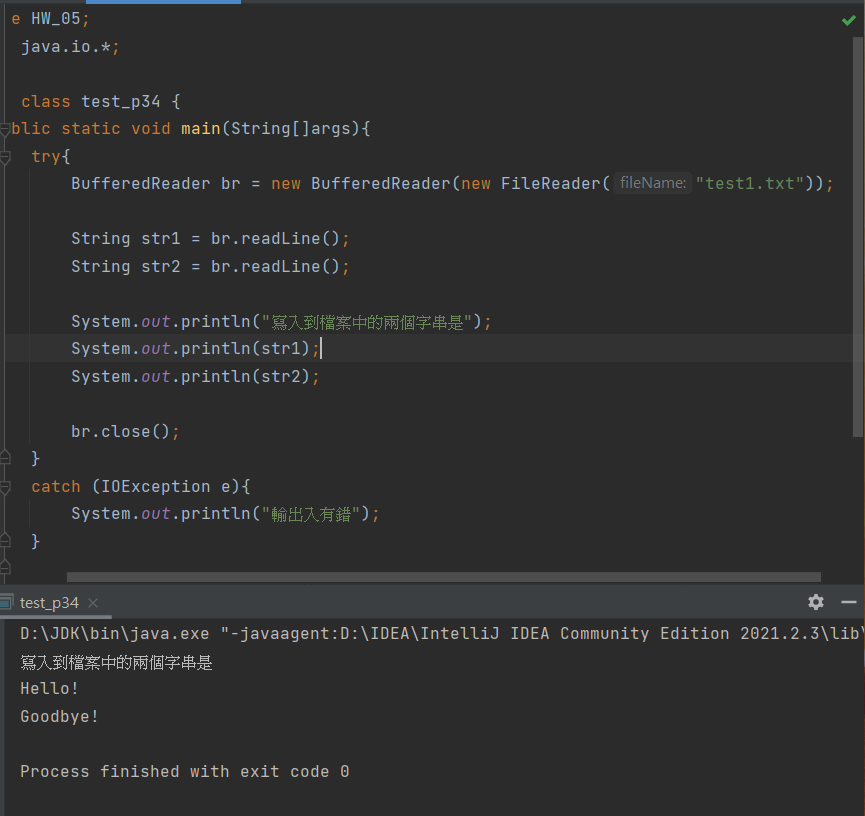 e HW_05;
java.io.*;
class test_p34 {
blic static void main(String[]args){
try{
BufferedReader br = new BufferedReader(new FileReader( fileName: "test1.txt"));
String str1 = br.readLine();
String str2 = br.readLine();
System.out.println("寫入到檔案中的兩個字串是");
System.out.println(str1);
System.out.println(str2);
br.close();
}
catch (IOException e){
System.out.println("輸出入有錯");
}
test_p34
D:\JDK\bin\java.exe "-javaagent:D:\IDEA\IntelliJ IDEA Community Edition 2021.2.3\lib\
寫入到檔案中的兩個字串是
Hello!
Goodbye!
Process finished with exit code 0